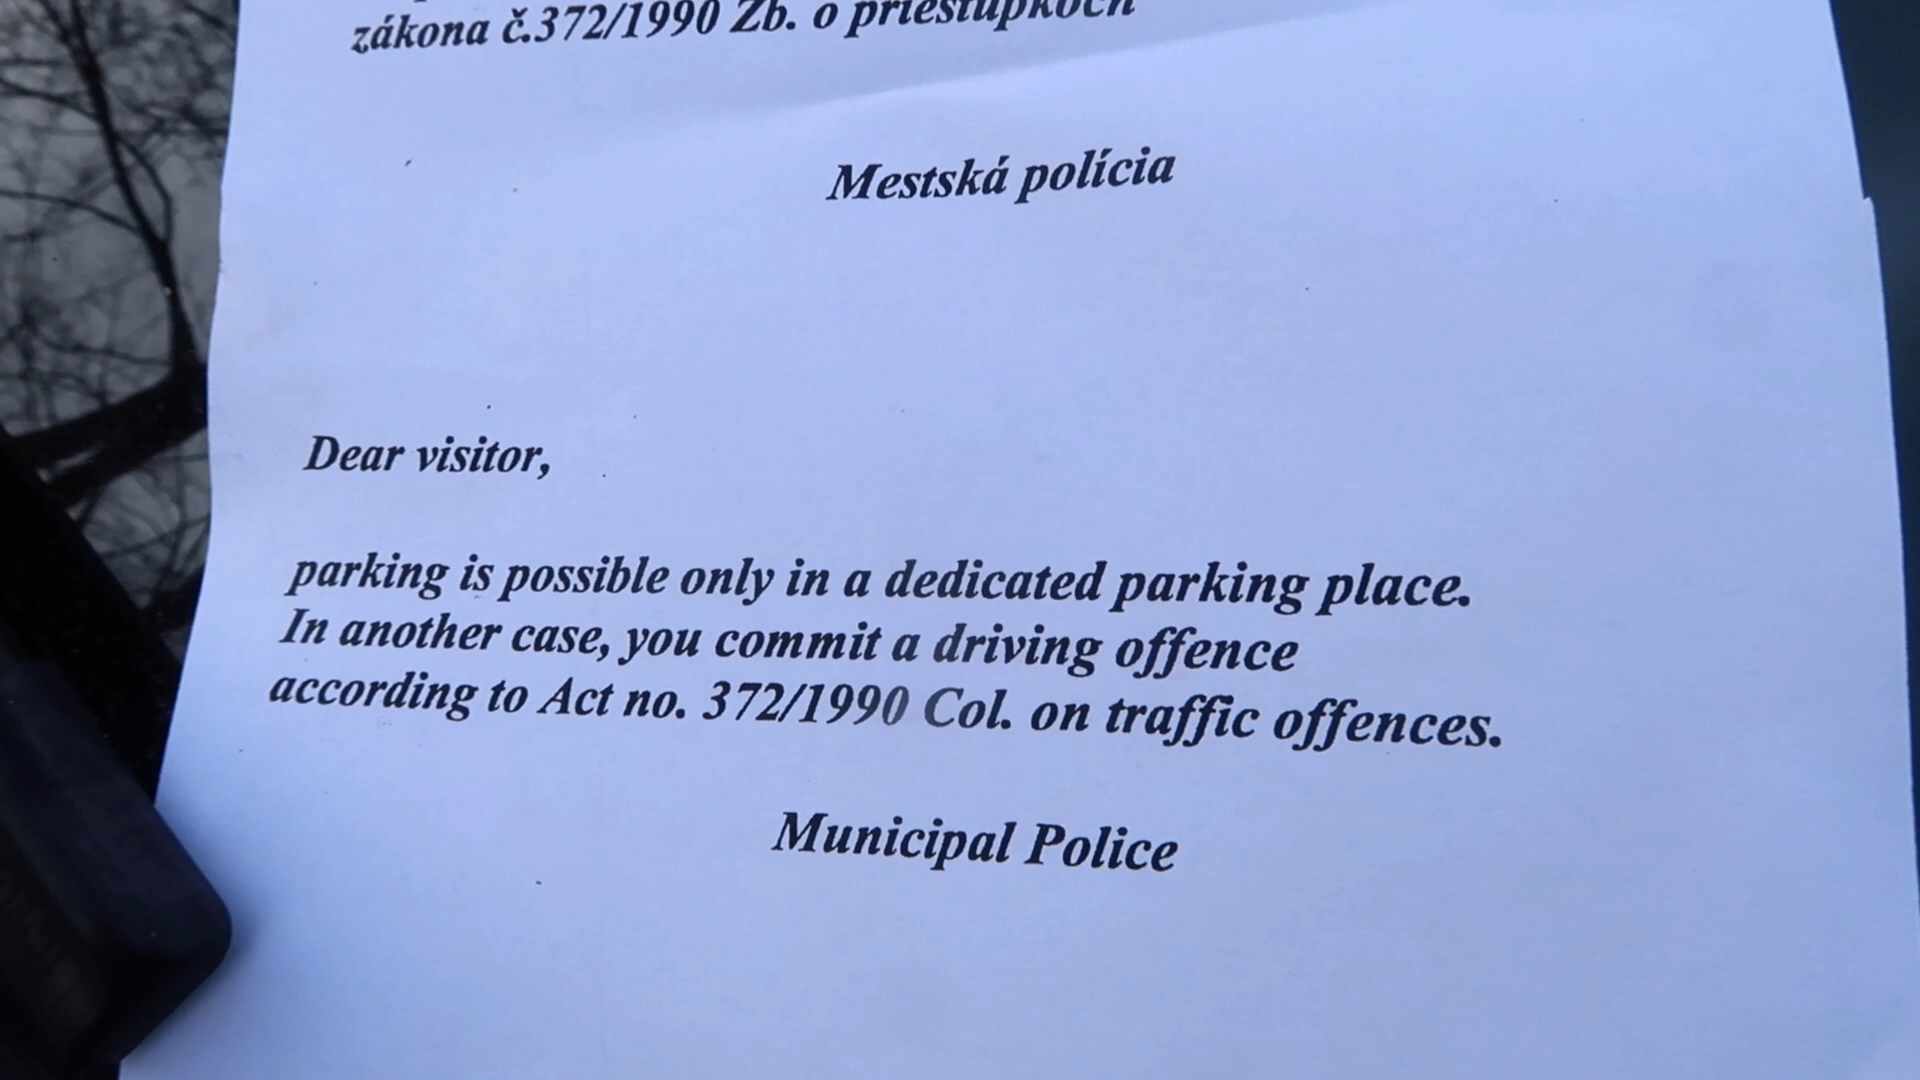 zákona č.372/1990 Zb. o priestupkoch
Mestská polícia
Dear visitor,
parking is possible only in a dedicated parking place.
In another case, you commit a driving offence
according to Act no. 372/1990 Col. on traffic offences.
Municipal Police